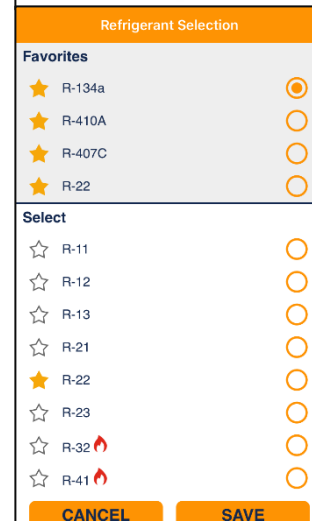 Refrigerant Selection
Favorites
R-134a
R-410A
R-407C
R-22
Select
R-11
R-12
R-13
R-21
R-22
R-23
R-32
R-41
CANCEL SAVE